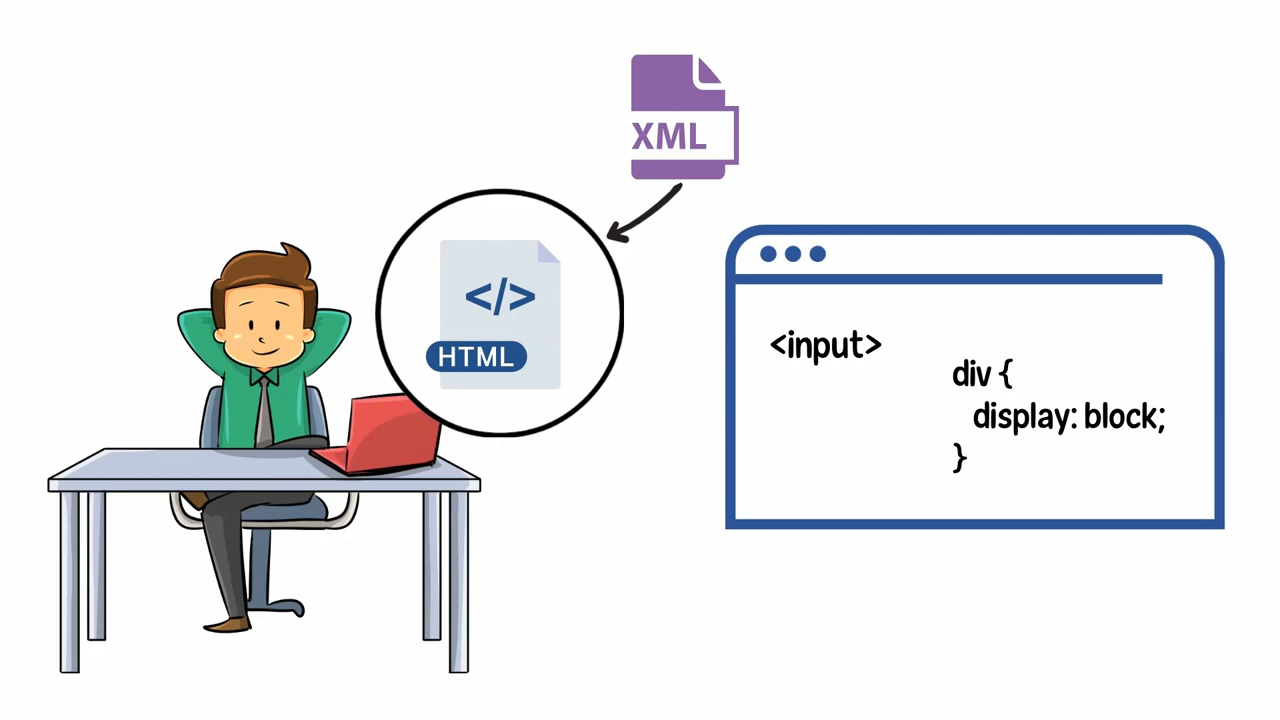 XML
</>
HTML
<input>
div {
display: block;
}